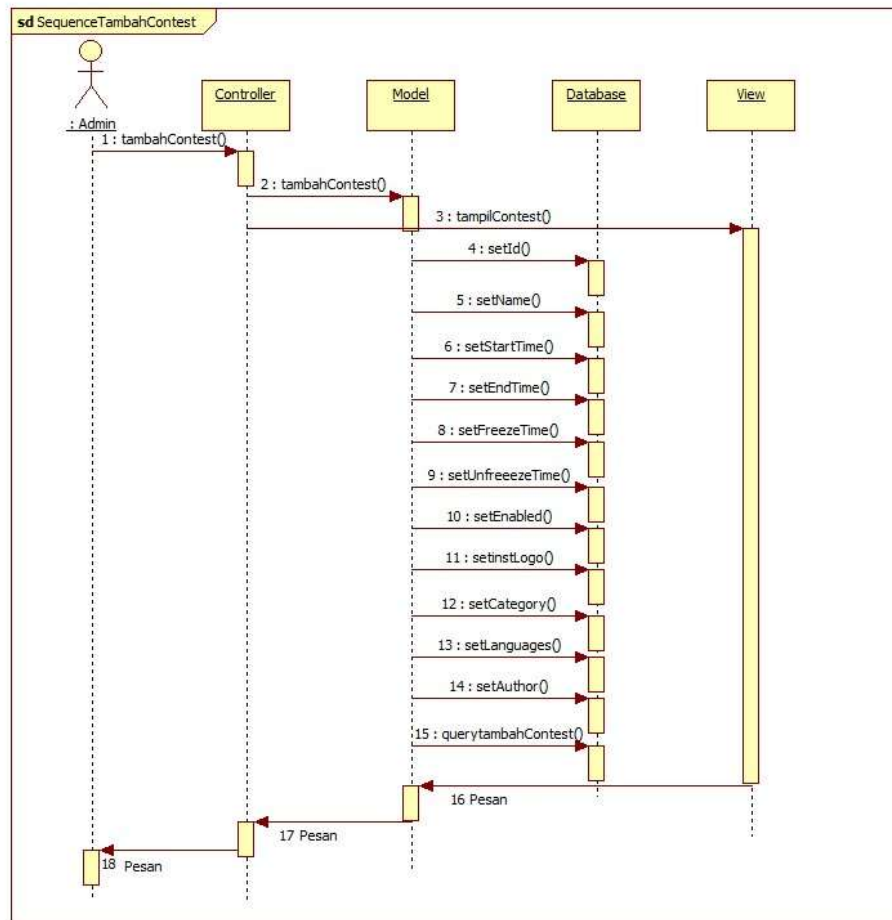 sd SequenceTambahContest
Controller
Model
Database
View
: Admin
1 : tambahContest()
2 : tambahContest()
3 : tampilContest()
4 : setId()
5 : setName()
6 : setStartTime()
7 : setEndTime()
8 : setFreezeTime()
9 : setUnfreeezeTime()
10 : setEnabled()
11 : setinstLogo()
12 : setCategory()
13 : setLanguages()
14 : setAuthor()
15 : querytambahContest()
16 Pesan
17 Pesan
18 Pesan